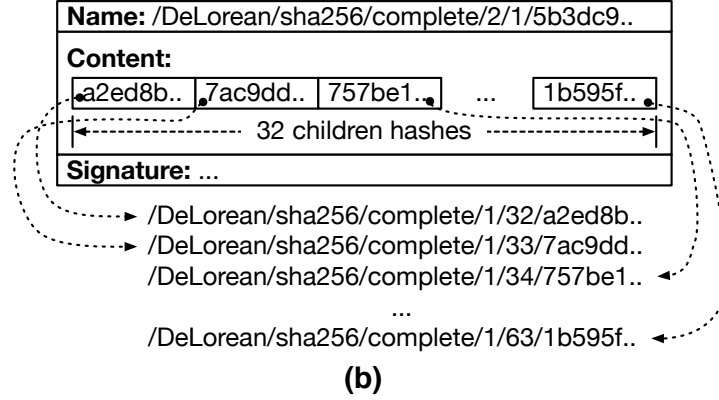 Name: /DeLorean/sha256/complete/2/1/5b3dc9..
Content:
a2ed8b.. 7ac9dd.. 757be1.. ... 1b595f..
32 children hashes
Signature: ...
/DeLorean/sha256/complete/1/32/a2ed8b..
/DeLorean/sha256/complete/1/33/7ac9dd..
/DeLorean/sha256/complete/1/34/757be1..
...
/DeLorean/sha256/complete/1/63/1b595f..
(b)